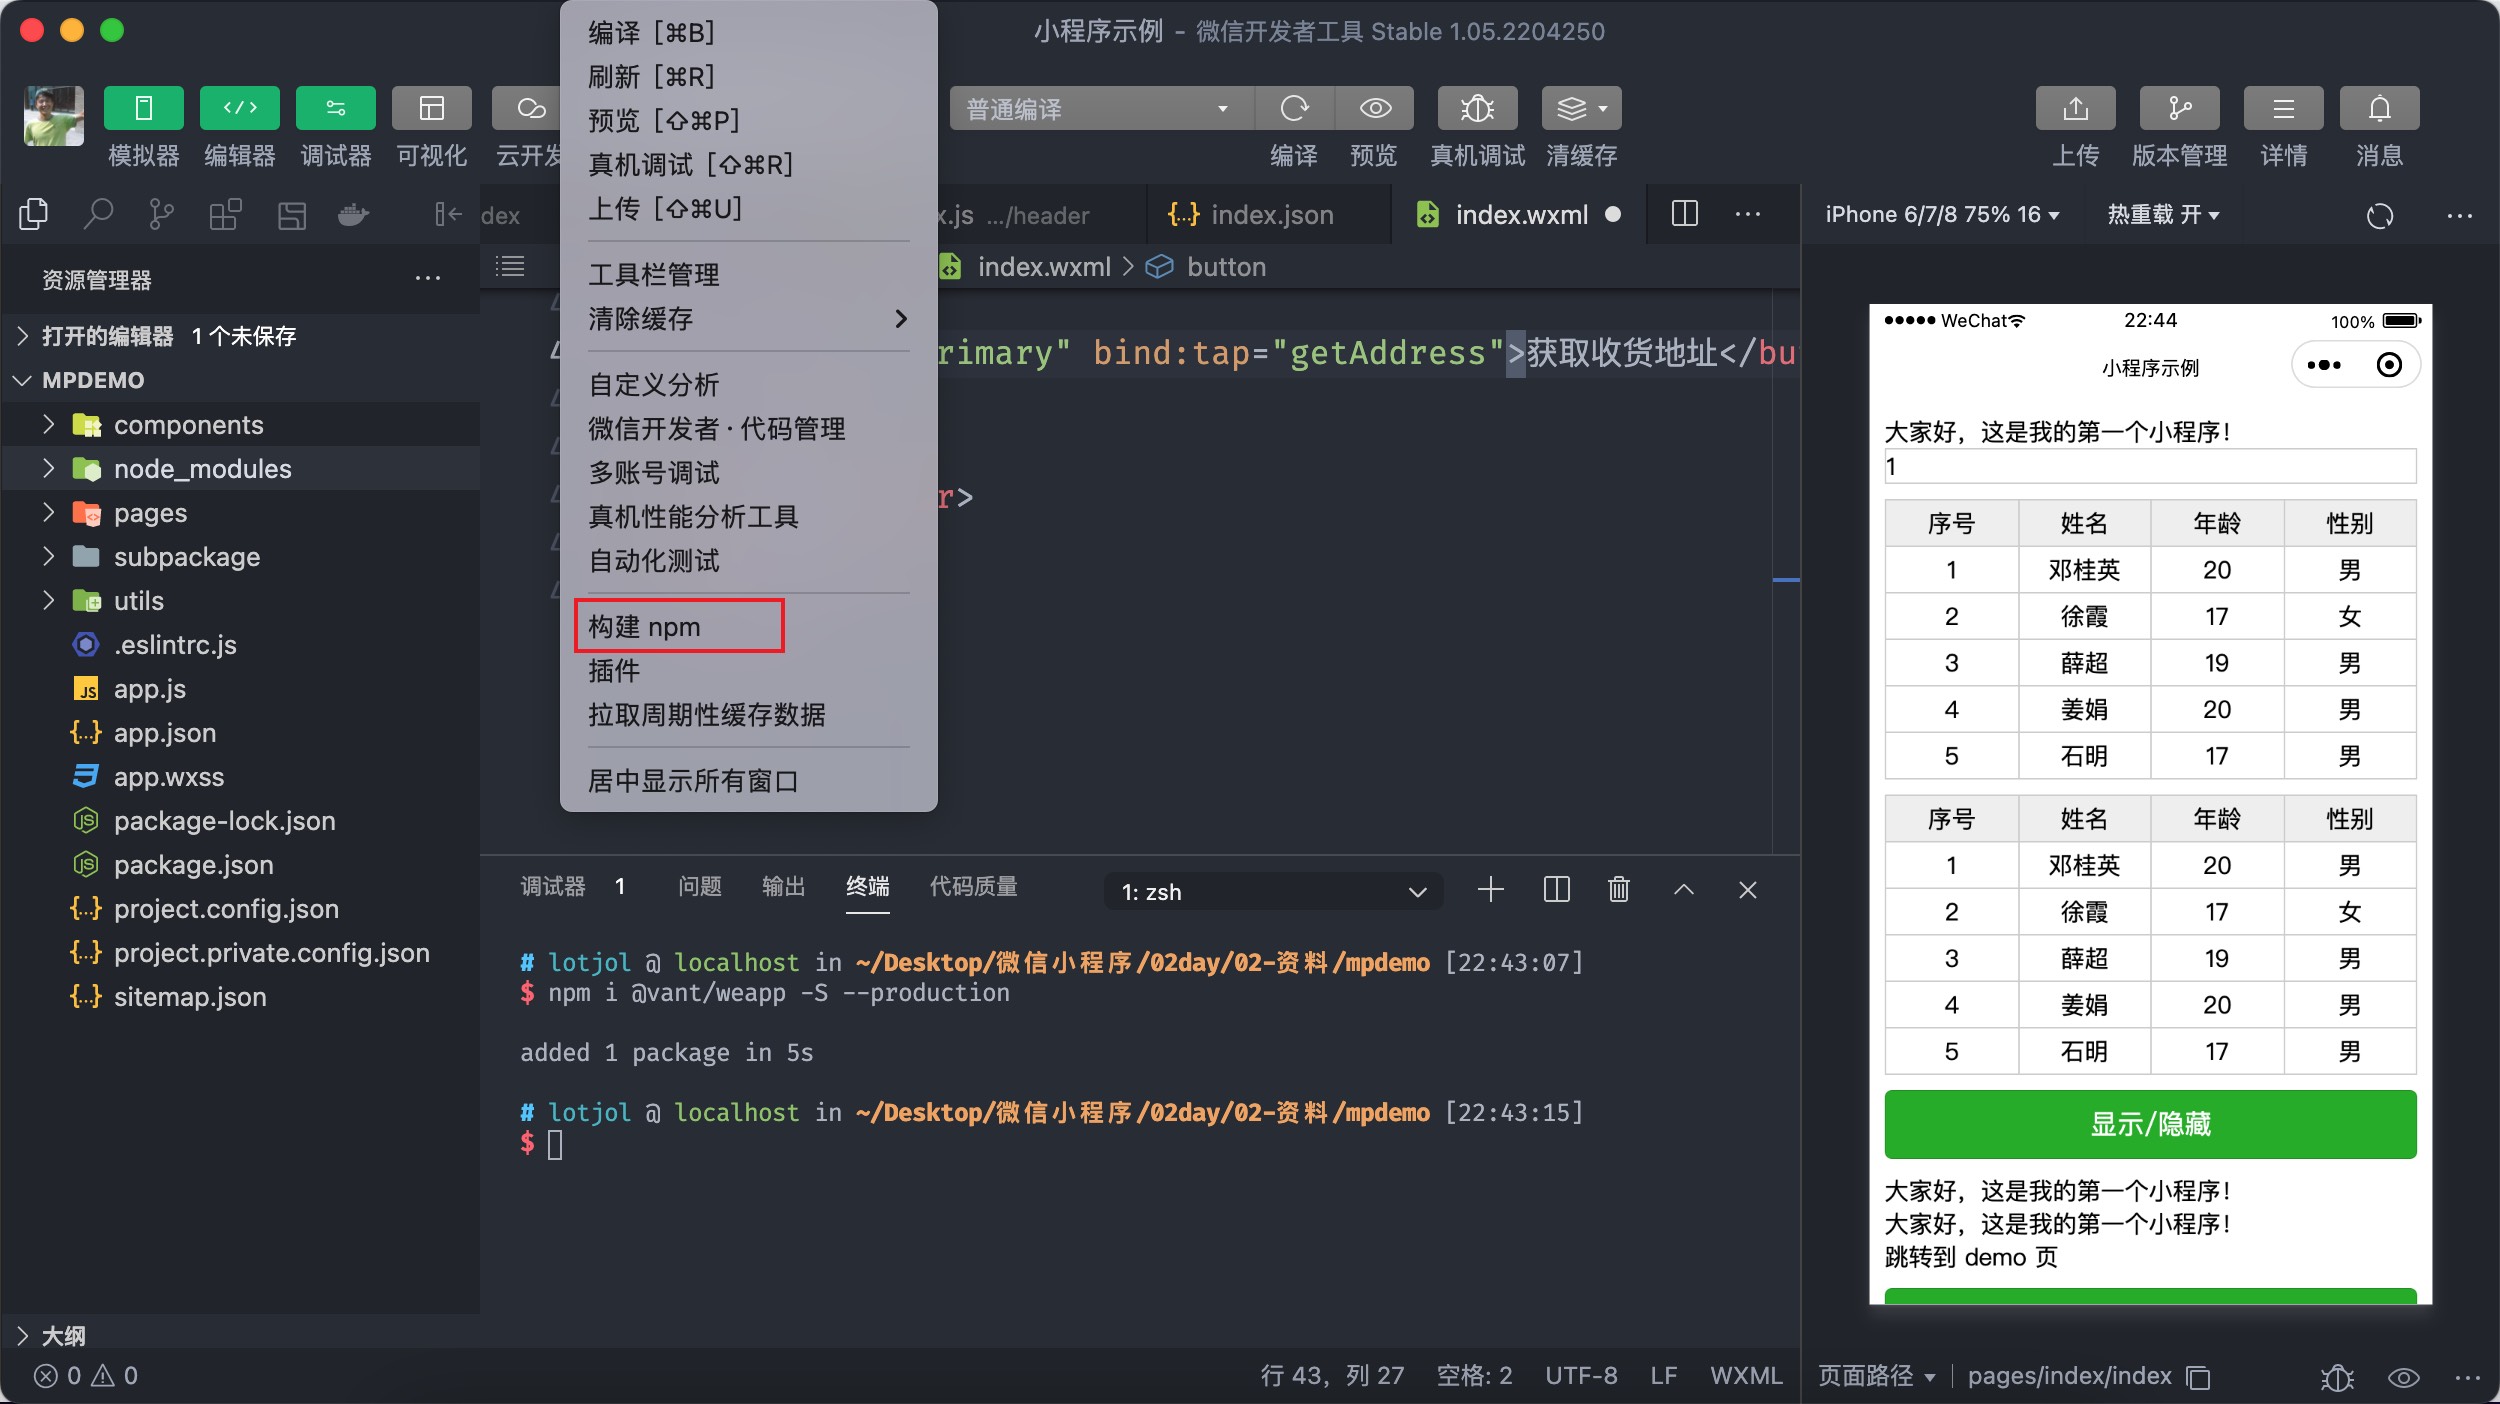 小程序示例 - 微信开发者工具 Stable 1.05.2204250
模拟器
编辑器
调试器
可视化
云开发
普通编译
编译
预览
真机调试
清缓存
上传
版本管理
详情
消息
编译 [⌘B]
刷新 [⌘R]
预览 [⇧⌘P]
真机调试 [⇧⌘R]
上传 [⇧⌘U]
工具栏管理
清除缓存
自定义分析
微信开发者 · 代码管理
多账号调试
真机性能分析工具
自动化测试
构建 npm
插件
拉取周期性缓存数据
居中显示所有窗口
资源管理器
打开的编辑器 1 个未保存
MPDEMO
components
node_modules
pages
subpackage
utils
.eslintrc.js
app.js
app.json
app.wxss
package-lock.json
package.json
project.config.json
project.private.config.json
sitemap.json
大纲
0 0
dex
x.js .../header
index.json
index.wxml
index.wxml > button
rimary" bind:tap="getAddress">获取收货地址</bu
r>
调试器 1
问题
输出
终端
代码质量
1: zsh
# lotjol @ localhost in ~/Desktop/微信小程序/02day/02-资料/mpdemo [22:43:07]
$ npm i @vant/weapp -S --production
added 1 package in 5s
# lotjol @ localhost in ~/Desktop/微信小程序/02day/02-资料/mpdemo [22:43:15]
$
行 43，列 27
空格: 2
UTF-8
LF
WXML
iPhone 6/7/8 75% 16
热重载 开
WeChat 22:44 100%
小程序示例
大家好，这是我的第一个小程序！
1
序号 姓名 年龄 性别
1 邓桂英 20 男
2 徐霞 17 女
3 薛超 19 男
4 姜娟 20 男
5 石明 17 男
序号 姓名 年龄 性别
1 邓桂英 20 男
2 徐霞 17 女
3 薛超 19 男
4 姜娟 20 男
5 石明 17 男
显示/隐藏
大家好，这是我的第一个小程序！
大家好，这是我的第一个小程序！
跳转到 demo 页
页面路径
pages/index/index